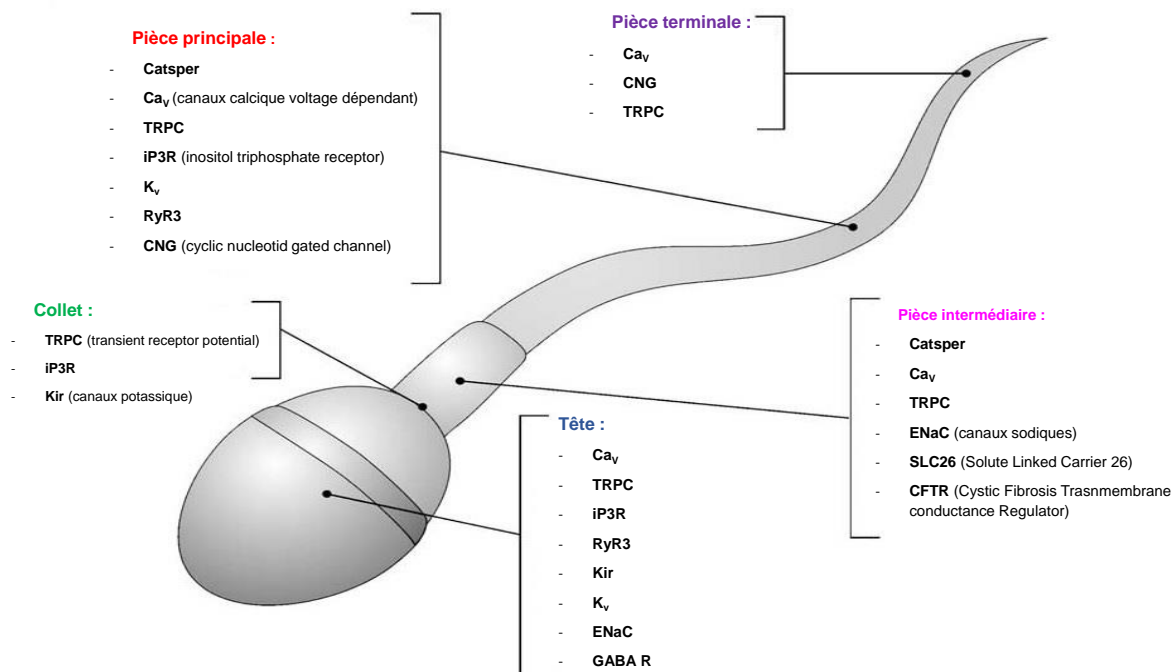 Pièce principale :
- Catsper
- Cav (canaux calcique voltage dépendant)
- TRPC
- iP3R (inositol triphosphate receptor)
- Kv
- RyR3
- CNG (cyclic nucleotid gated channel)
Pièce terminale :
- Cav
- CNG
- TRPC
Collet :
- TRPC (transient receptor potential)
- iP3R
- Kir (canaux potassique)
Pièce intermédiaire :
- Catsper
- Cav
- TRPC
- ENaC (canaux sodiques)
- SLC26 (Solute Linked Carrier 26)
- CFTR (Cystic Fibrosis Trasnmembrane
conductance Regulator)
Tête :
- Cav
- TRPC
- iP3R
- RyR3
- Kir
- Kv
- ENaC
- GABA R